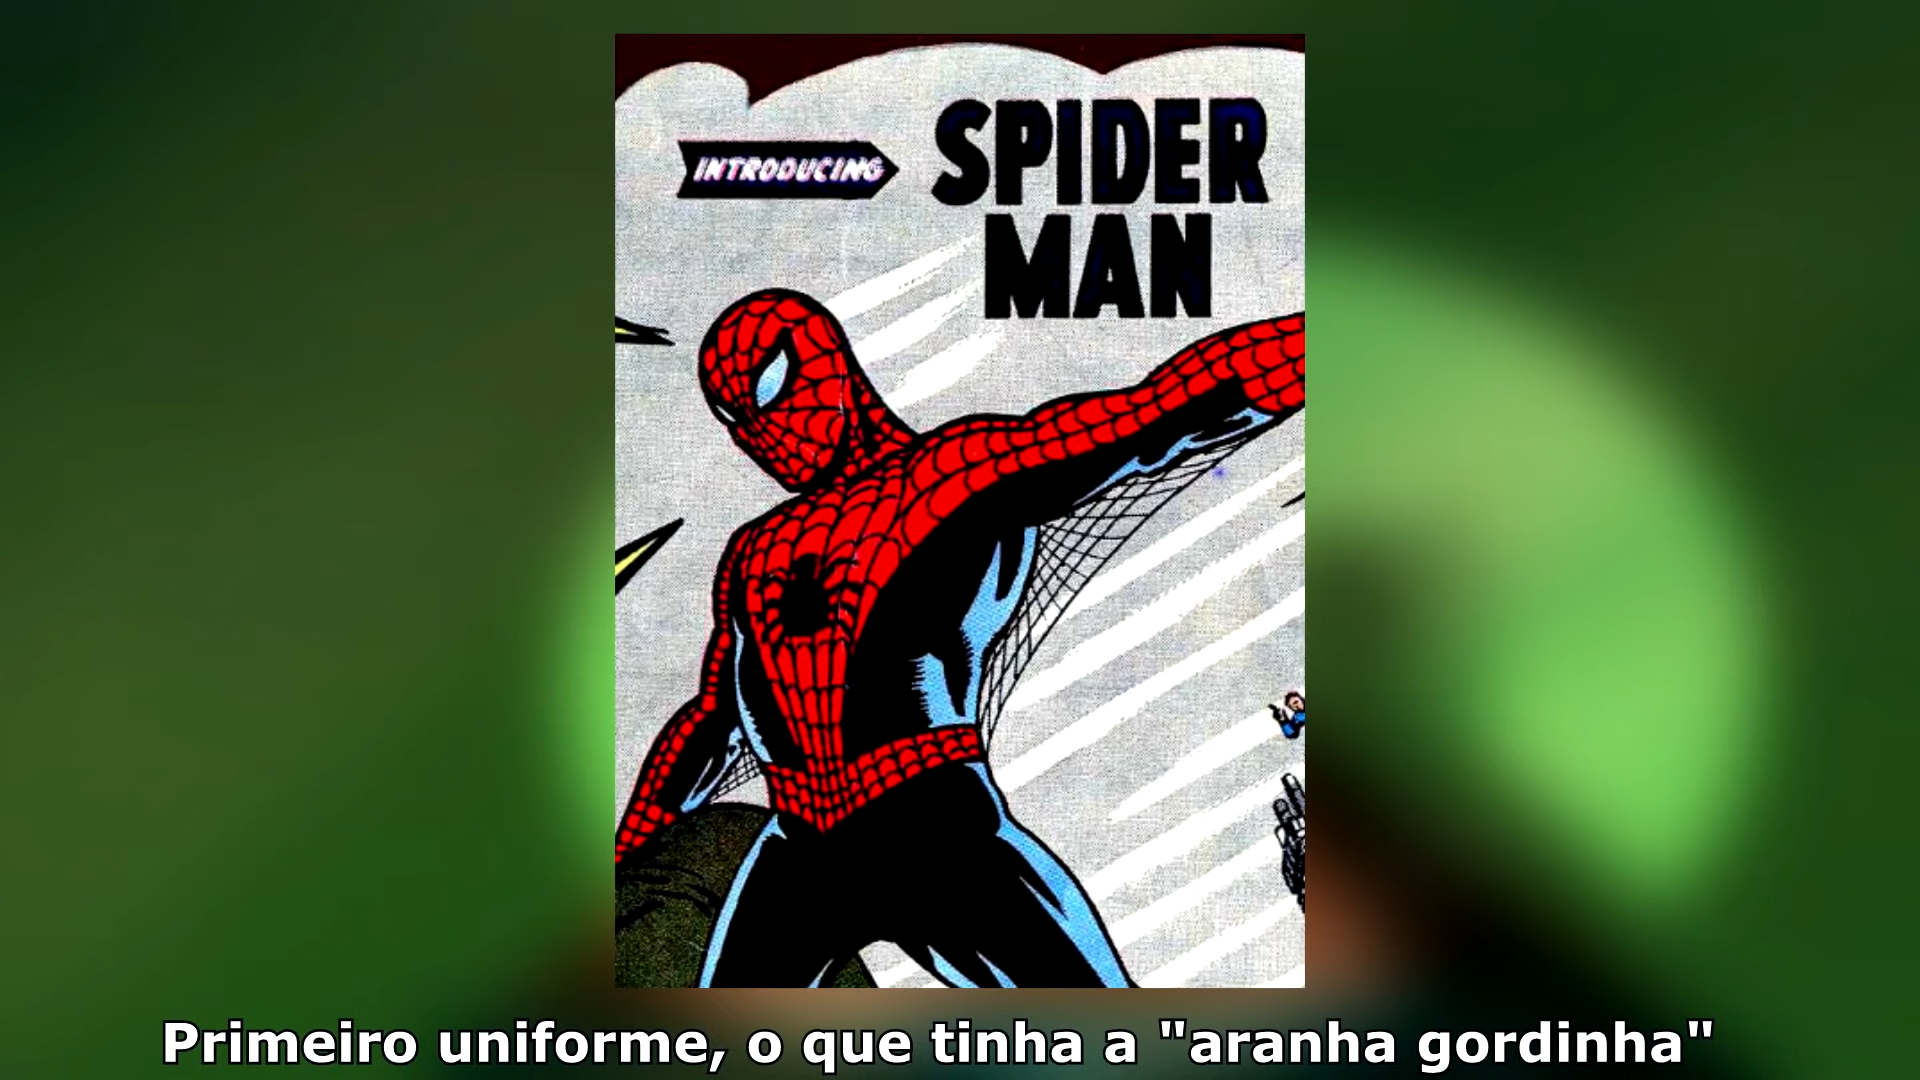 INTRODUCING
SPIDER
MAN
Primeiro uniforme, o que tinha a "aranha gordinha"